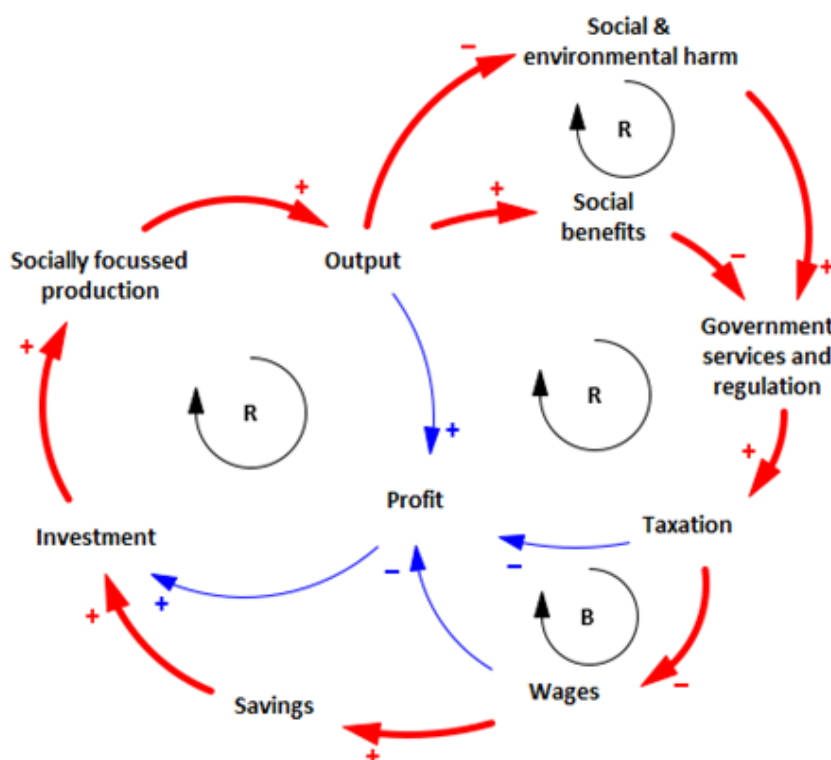 Social &
environmental harm
−
R
+
+
Social
benefits
Socially focussed
production
Output
−
+
+
Government
services and
regulation
R
R
+
+
Profit
Investment
Taxation
−
−
+
B
+
−
Wages
Savings
+